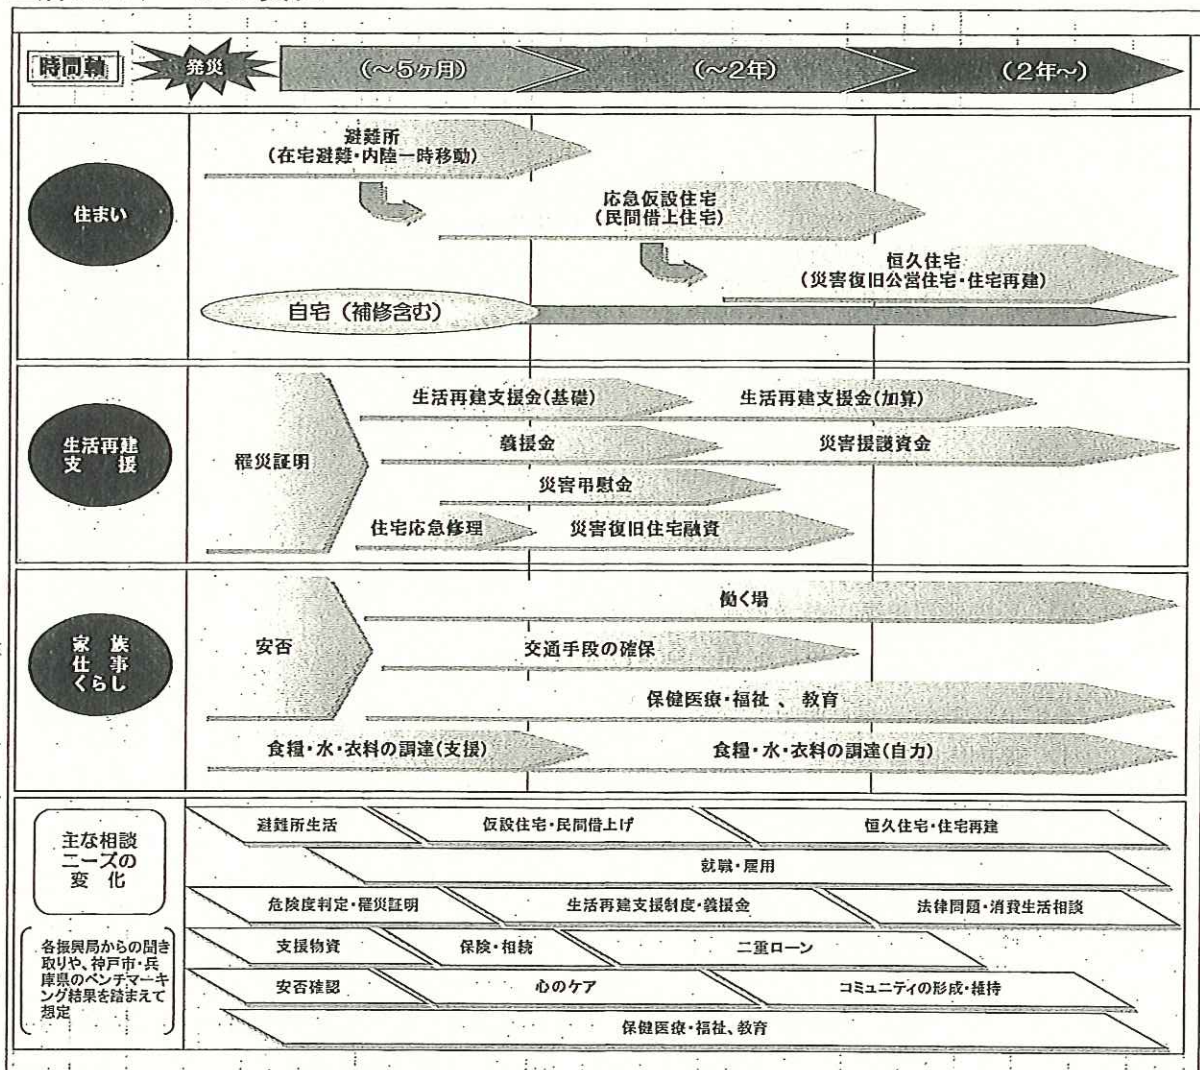 時間軸
発災
(～5ヶ月)
(～2年)
(2年～)
住まい
避難所
(在宅避難・内陸一時移動)
応急仮設住宅
(民間借上住宅)
恒久住宅
(災害復旧公営住宅・住宅再建)
自宅(補修含む)
生活再建
支　援
罹災証明
生活再建支援金(基礎)
生活再建支援金(加算)
義援金
災害援護資金
災害弔慰金
住宅応急修理
災害復旧住宅融資
家　族
仕　事
くらし
安否
働く場
交通手段の確保
保健医療・福祉 、 教育
食糧・水・衣料の調達(支援)
食糧・水・衣料の調達(自力)
主な相談
ニーズの
変　化
各振興局からの聞き
取りや、神戸市・兵
庫県のベンチマーキ
ング結果を踏まえて
想定
避難所生活
仮設住宅・民間借上げ
恒久住宅・住宅再建
就職・雇用
危険度判定・罹災証明
生活再建支援制度・義援金
法律問題・消費生活相談
支援物資
保険・相続
二重ローン
安否確認
心のケア
コミュニティの形成・維持
保健医療・福祉、教育